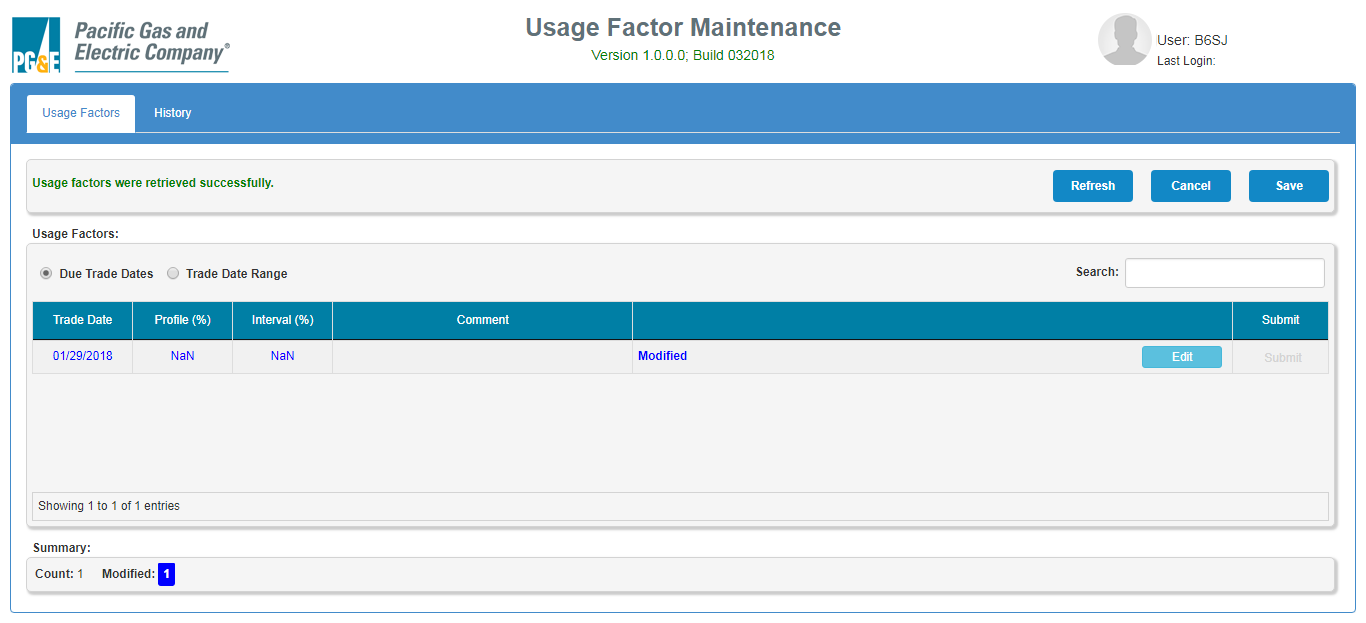 PG&E
Pacific Gas and
Electric Company®
Usage Factor Maintenance
Version 1.0.0.0; Build 032018
User: B6SJ
Last Login:
Usage Factors History
Usage factors were retrieved successfully. Refresh Cancel Save
Usage Factors:
Due Trade Dates Trade Date Range Search:
Trade Date Profile (%) Interval (%) Comment Submit
01/29/2018 NaN NaN Modified Edit Submit
Showing 1 to 1 of 1 entries
Summary:
Count: 1 Modified: 1